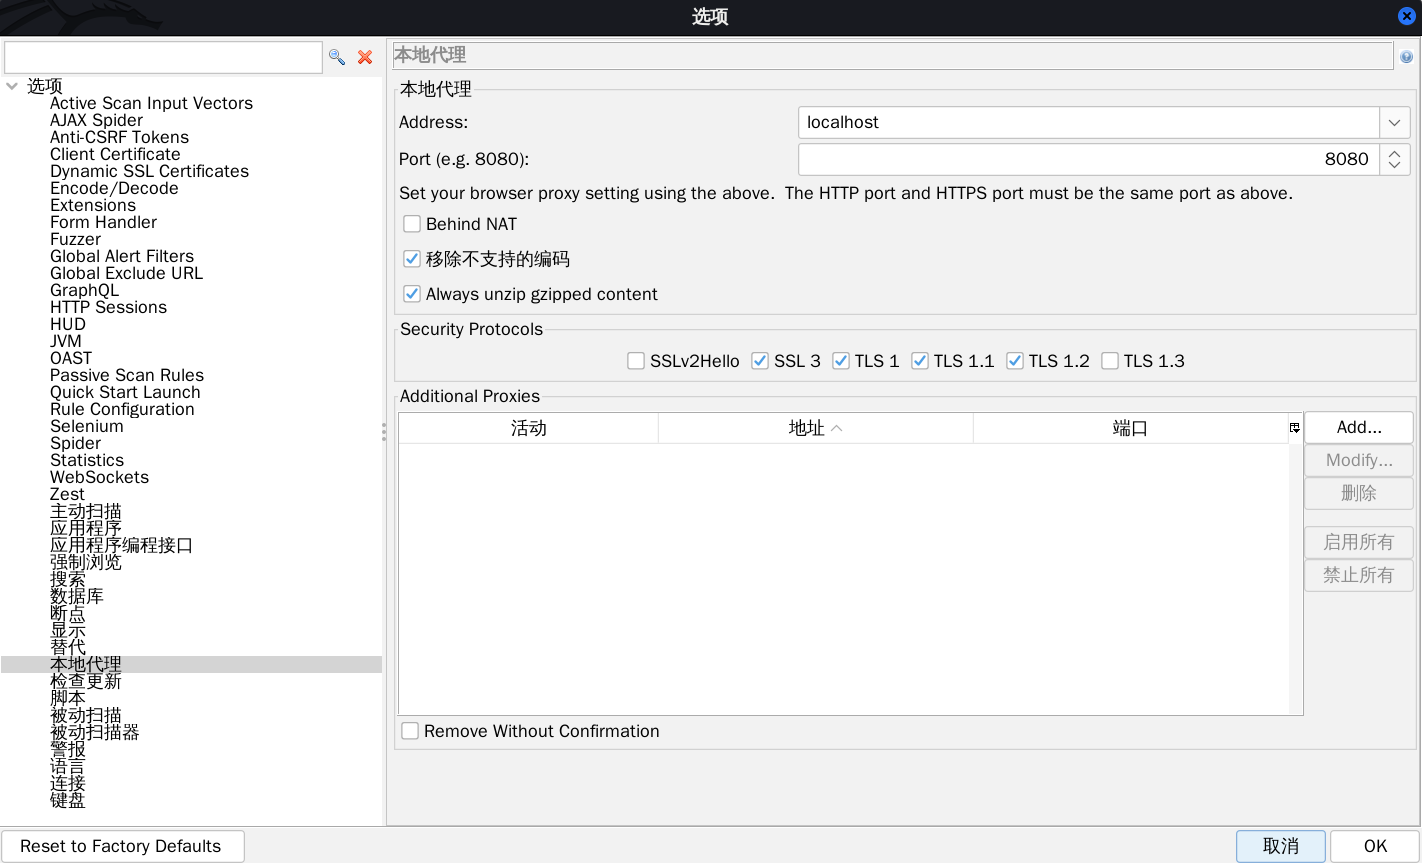 选项
本地代理
选项
Active Scan Input Vectors
AJAX Spider
Anti-CSRF Tokens
Client Certificate
Dynamic SSL Certificates
Encode/Decode
Extensions
Form Handler
Fuzzer
Global Alert Filters
Global Exclude URL
GraphQL
HTTP Sessions
HUD
JVM
OAST
Passive Scan Rules
Quick Start Launch
Rule Configuration
Selenium
Spider
Statistics
WebSockets
Zest
主动扫描
应用程序
应用程序编程接口
强制浏览
搜索
数据库
断点
显示
替代
本地代理
检查更新
脚本
被动扫描
被动扫描器
警报
语言
连接
键盘
本地代理
Address: localhost
Port (e.g. 8080): 8080
Set your browser proxy setting using the above.  The HTTP port and HTTPS port must be the same port as above.
Behind NAT
移除不支持的编码
Always unzip gzipped content
Security Protocols
SSLv2Hello SSL 3 TLS 1 TLS 1.1 TLS 1.2 TLS 1.3
Additional Proxies
活动 地址 端口
Add...
Modify...
删除
启用所有
禁止所有
Remove Without Confirmation
Reset to Factory Defaults 取消 OK